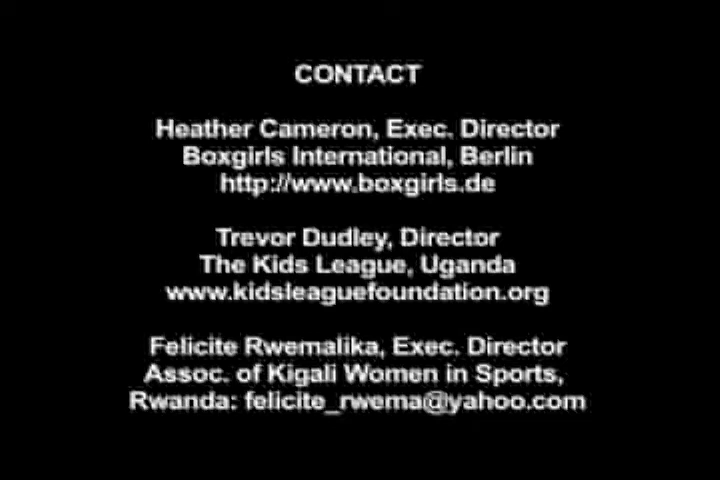 CONTACT
Heather Cameron, Exec. Director
Boxgirls International, Berlin
http://www.boxgirls.de
Trevor Dudley, Director
The Kids League, Uganda
www.kidsleaguefoundation.org
Felicite Rwemalika, Exec. Director
Assoc. of Kigali Women in Sports,
Rwanda: felicite_rwema@yahoo.com